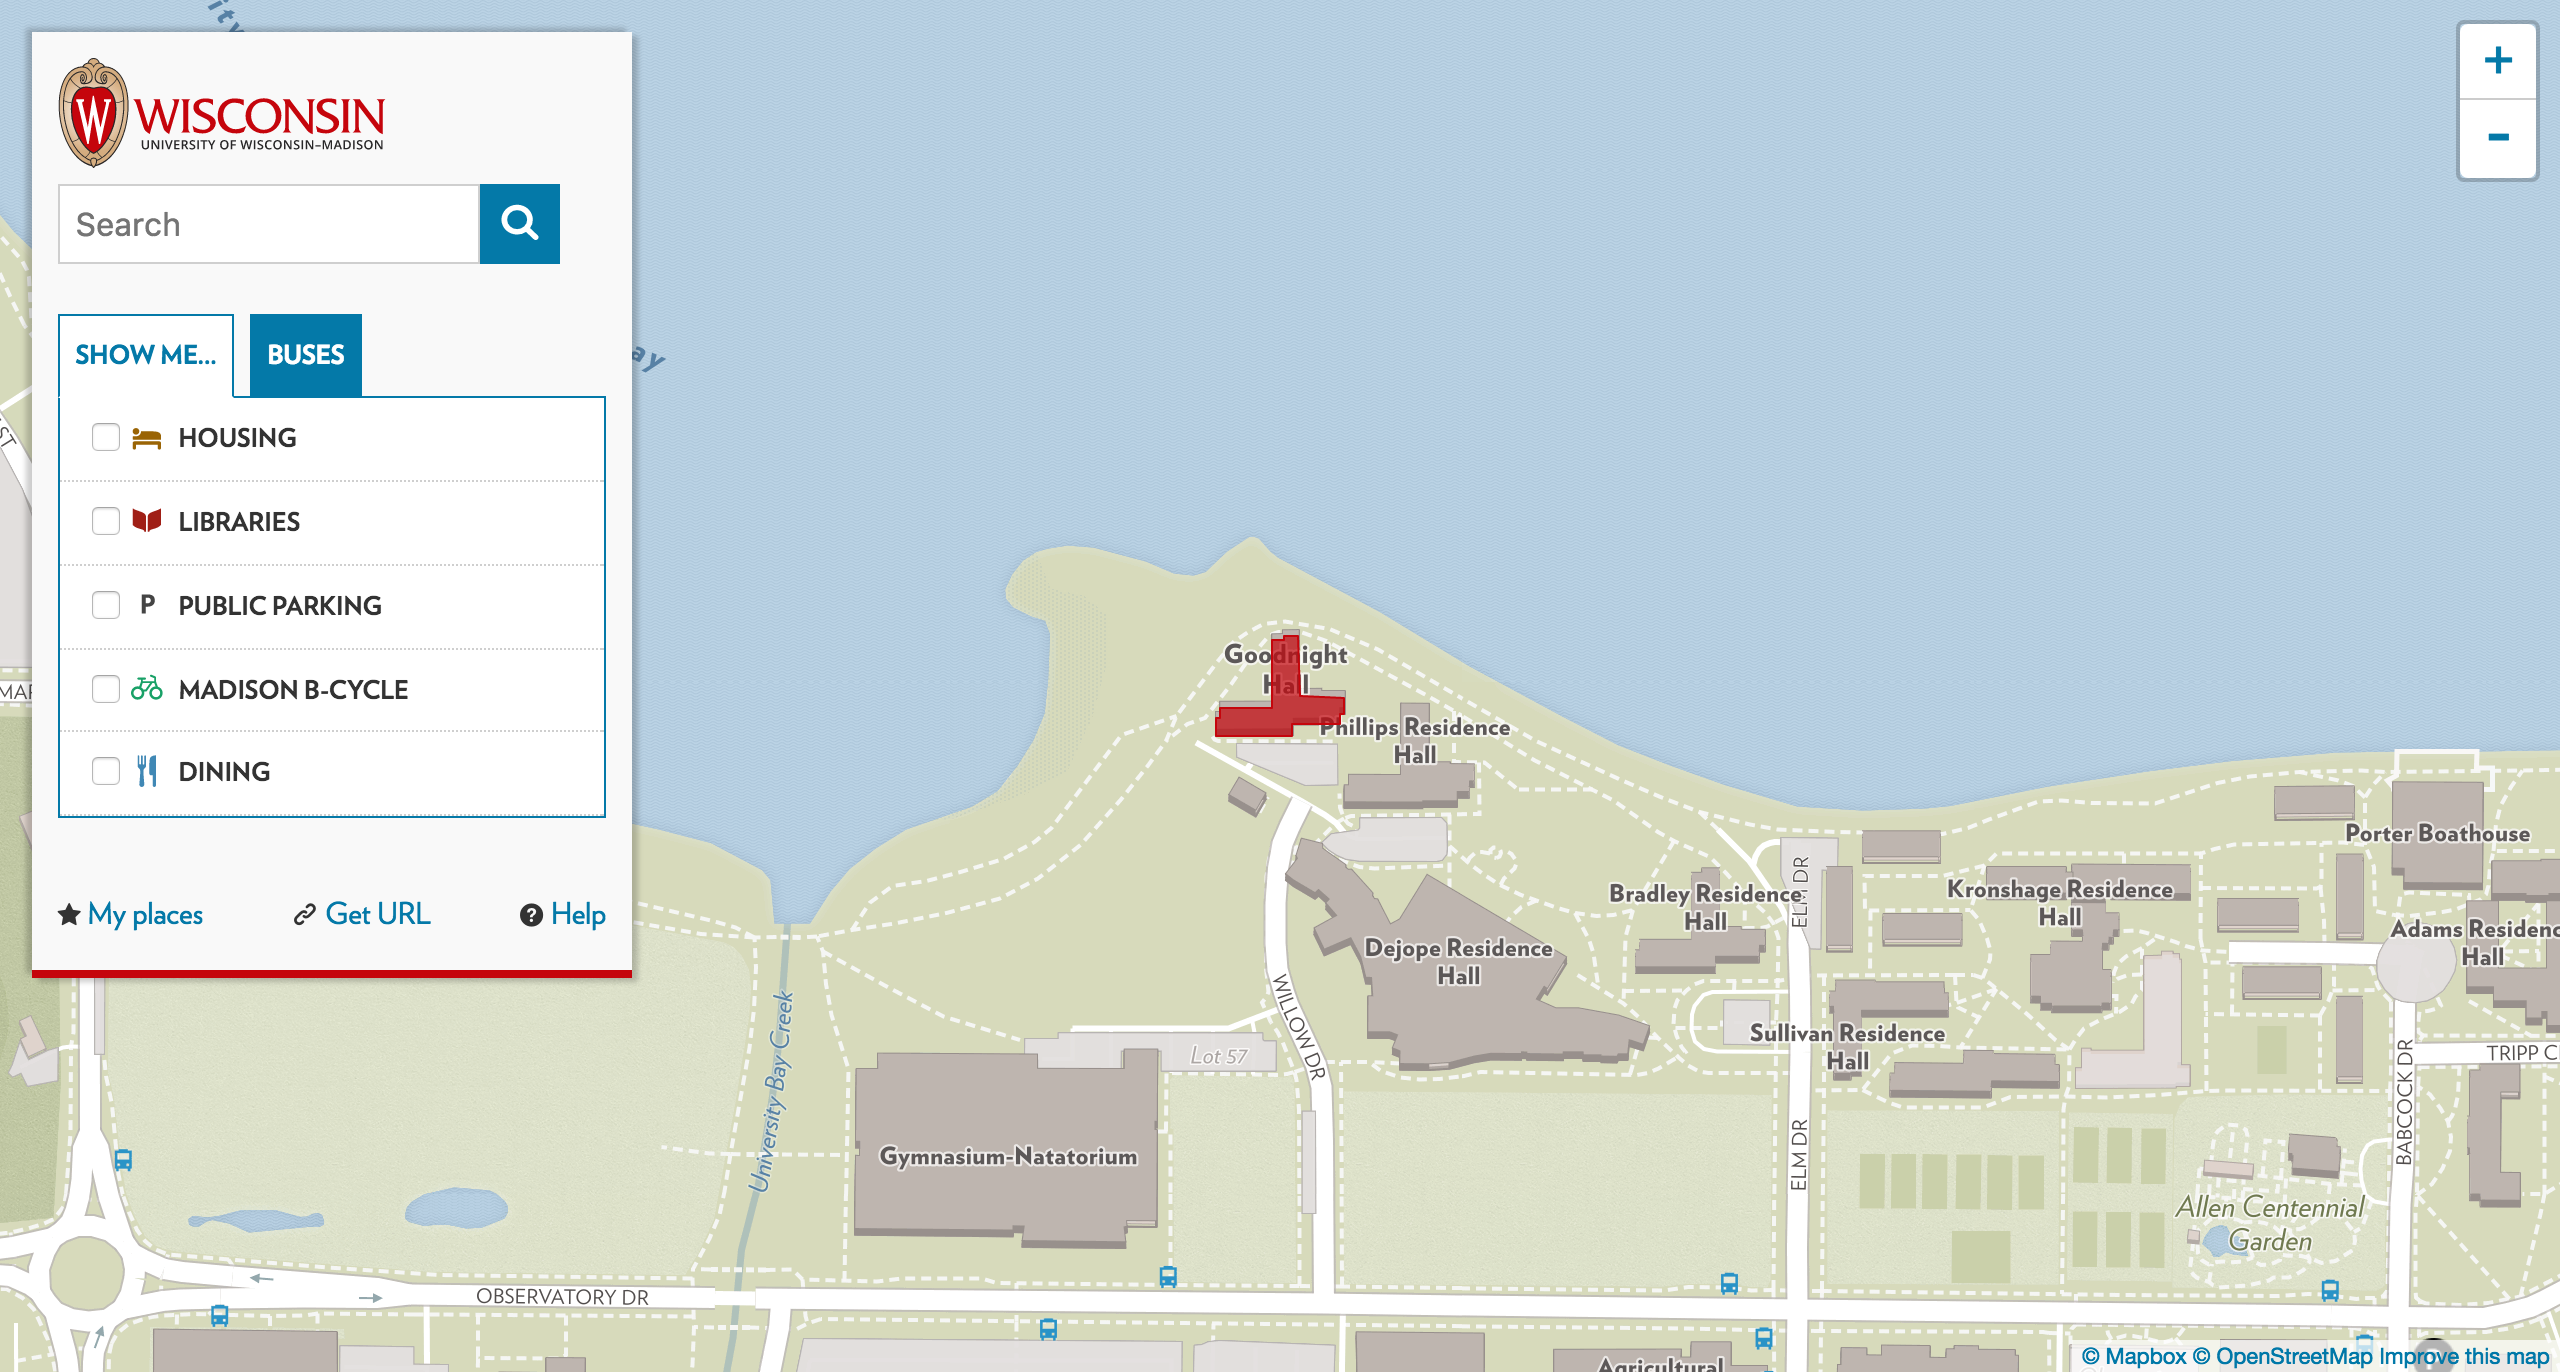 WISCONSIN
UNIVERSITY OF WISCONSIN–MADISON
Search
SHOW ME...
BUSES
HOUSING
LIBRARIES
P PUBLIC PARKING
MADISON B-CYCLE
DINING
My places
Get URL
? Help
+
-
Goodnight
Hall
Phillips Residence
Hall
Porter Boathouse
Bradley Residence
Hall
ELM DR
Kronshage Residence
Hall
Adams Residenc
Hall
Dejope Residence
Hall
WILLOW DR
Sullivan Residence
Hall
Lot 57
University Bay Creek
TRIPP C
BABCOCK DR
Gymnasium-Natatorium
ELM DR
Allen Centennial
Garden
OBSERVATORY DR
Agricultural
© Mapbox © OpenStreetMap Improve this map